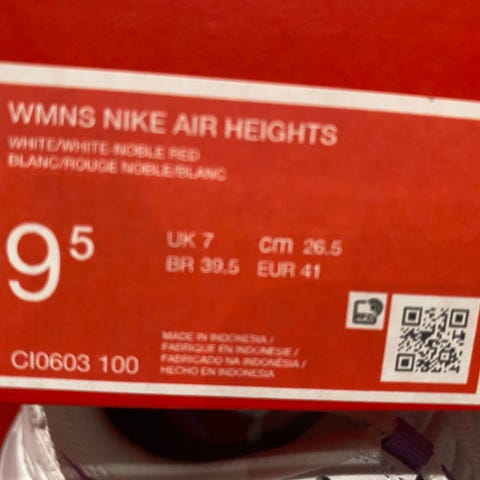 WMNS NIKE AIR HEIGHTS
WHITE/WHITE-NOBLE RED
BLANC/ROUGE NOBLE/BLANC
9 5
UK 7 cm 26.5
BR 39.5 EUR 41
MADE IN INDONESIA /
FABRIQUE EN INDONESIE /
FABRICADO NA INDONÉSIA /
HECHO EN INDONESIA
CI0603 100